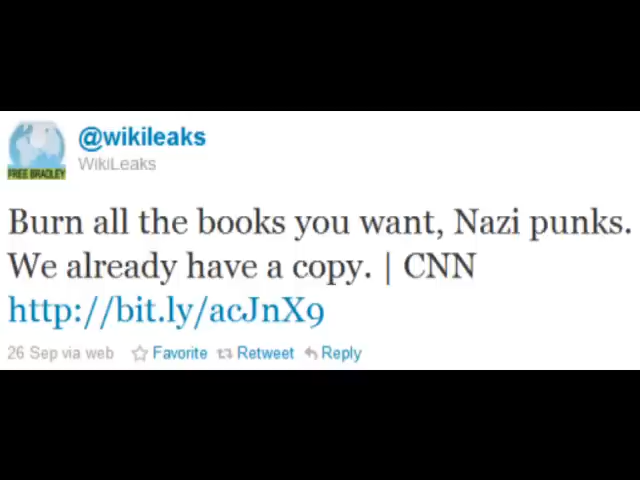 @wikileaks
WikiLeaks
FREE BRADLEY
Burn all the books you want, Nazi punks.
We already have a copy. | CNN
http://bit.ly/acJnX9
26 Sep via web Favorite Retweet Reply